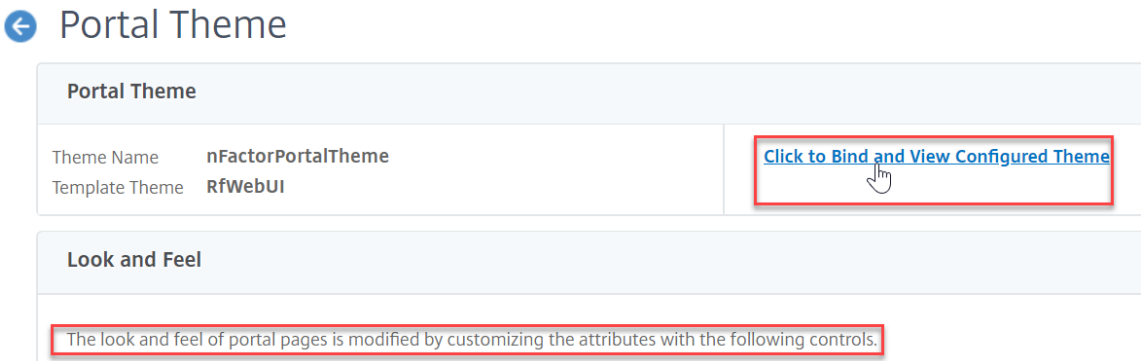 Portal Theme
Portal Theme
Theme Name nFactorPortalTheme
Click to Bind and View Configured Theme
Template Theme RfWebUI
Look and Feel
The look and feel of portal pages is modified by customizing the attributes with the following controls.